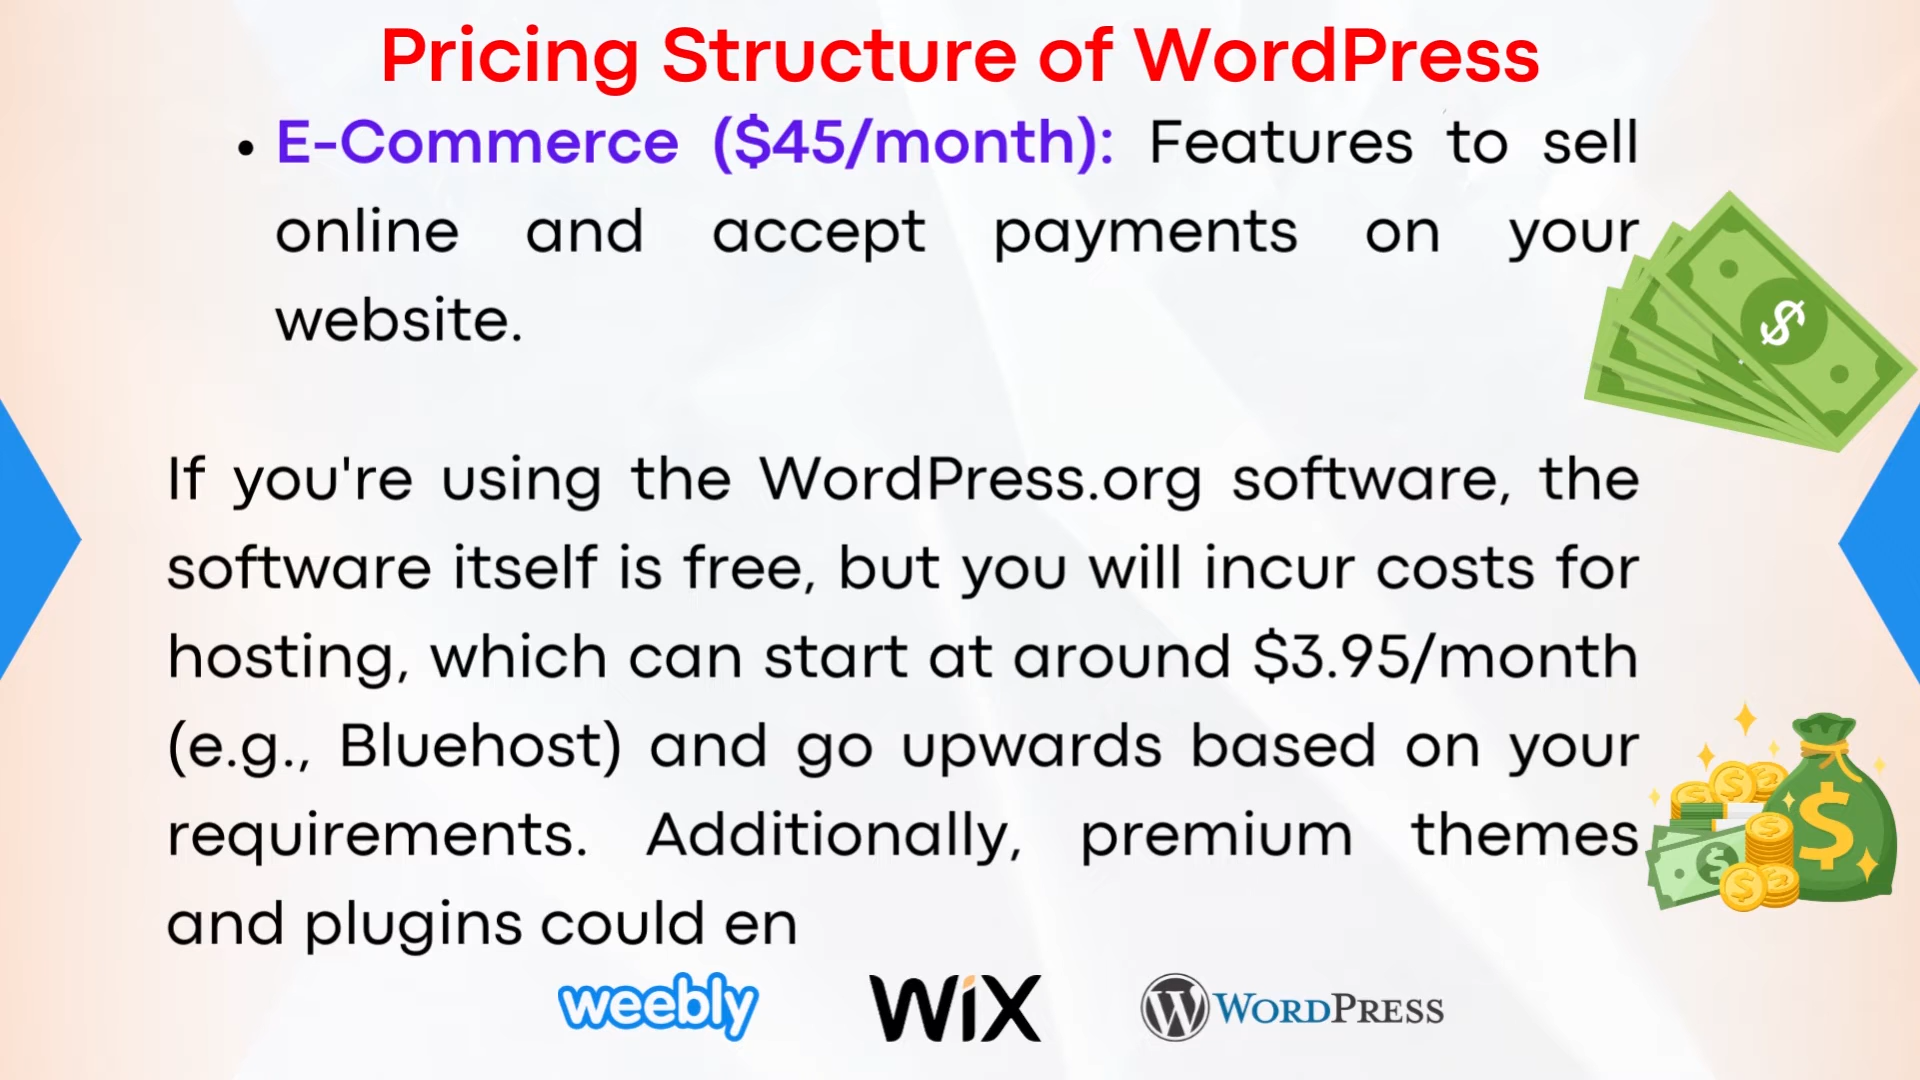 Pricing Structure of WordPress
• E-Commerce ($45/month): Features to sell
online and accept payments on your
website.
If you're using the WordPress.org software, the
software itself is free, but you will incur costs for
hosting, which can start at around $3.95/month
(e.g., Bluehost) and go upwards based on your
requirements. Additionally, premium themes
and plugins could en
weebly WiX WORDPRESS